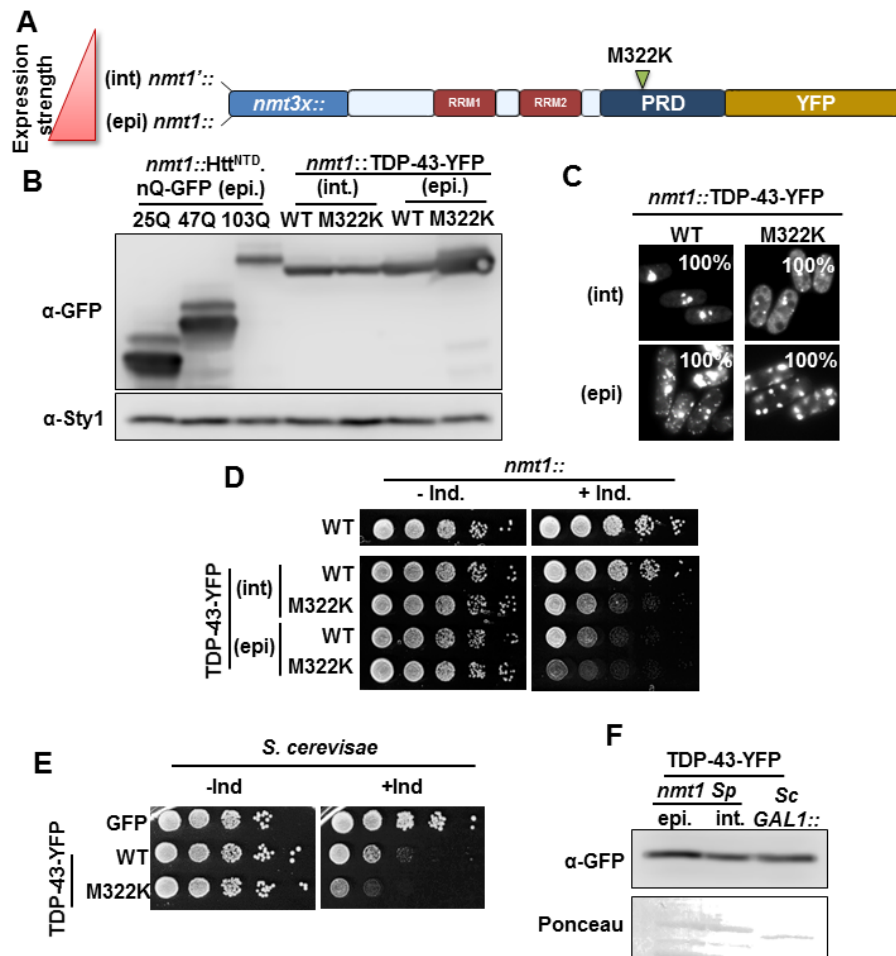 A
Expression
strength
(int) nmt1'::
(epi) nmt1::
nmt3x::
RRM1
RRM2
M322K
PRD
YFP
B
nmt1::Htt^NTD.
nQ-GFP (epi.)
25Q 47Q 103Q
nmt1::TDP-43-YFP
(int.)
(epi.)
WT M322K
WT M322K
α-GFP
α-Sty1
C
nmt1::TDP-43-YFP
WT
M322K
(int)
100%
100%
(epi)
100%
100%
D
nmt1::
- Ind.
+ Ind.
WT
TDP-43-YFP
(int)
WT
M322K
(epi)
WT
M322K
E
S. cerevisae
-Ind
+Ind
GFP
TDP-43-YFP
WT
M322K
F
TDP-43-YFP
nmt1 Sp
epi. int.
Sc
GAL1::
α-GFP
Ponceau